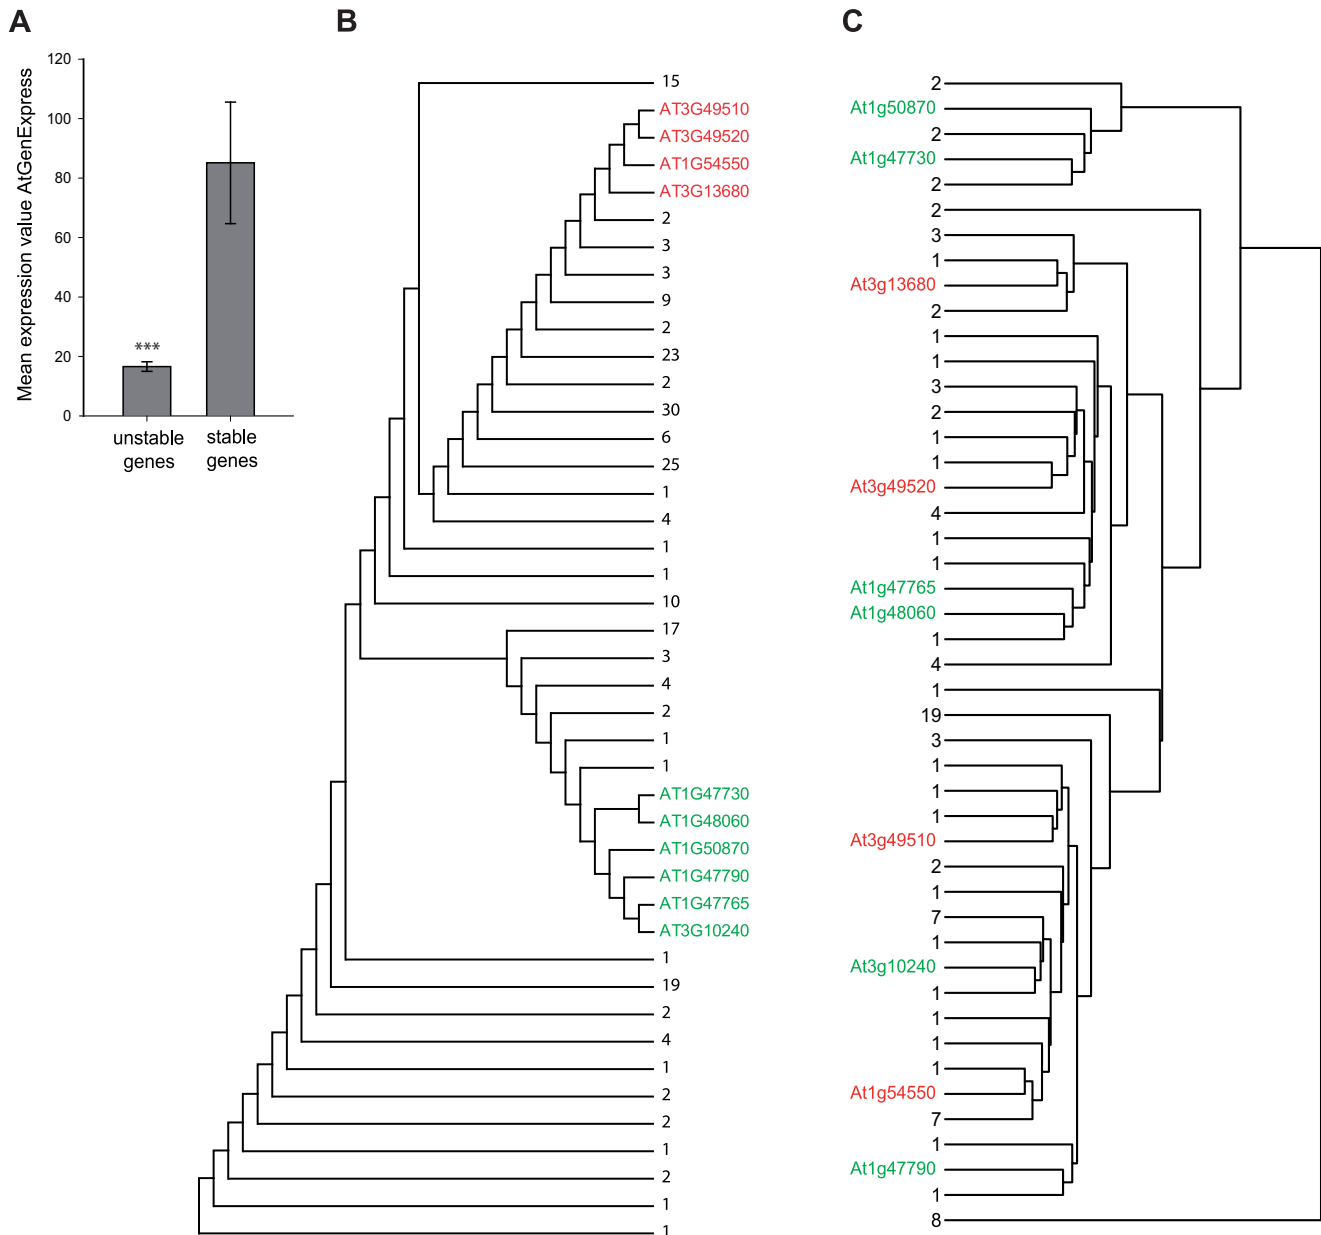 A
B
C
Mean expression value AtGenExpress
120
100
80
60
40
20
0
***
unstable
genes
stable
genes
15
AT3G49510
AT3G49520
AT1G54550
AT3G13680
2
3
3
9
2
23
2
30
6
25
1
4
1
1
10
17
3
4
2
1
1
AT1G47730
AT1G48060
AT1G50870
AT1G47790
AT1G47765
AT3G10240
1
19
2
4
1
2
2
1
2
1
1
2
At1g50870
2
At1g47730
2
2
3
1
At3g13680
2
1
1
3
2
1
1
At3g49520
4
1
1
At1g47765
At1g48060
1
4
1
19
3
1
1
1
At3g49510
2
1
7
1
At3g10240
1
1
1
1
At1g54550
7
1
At1g47790
1
8